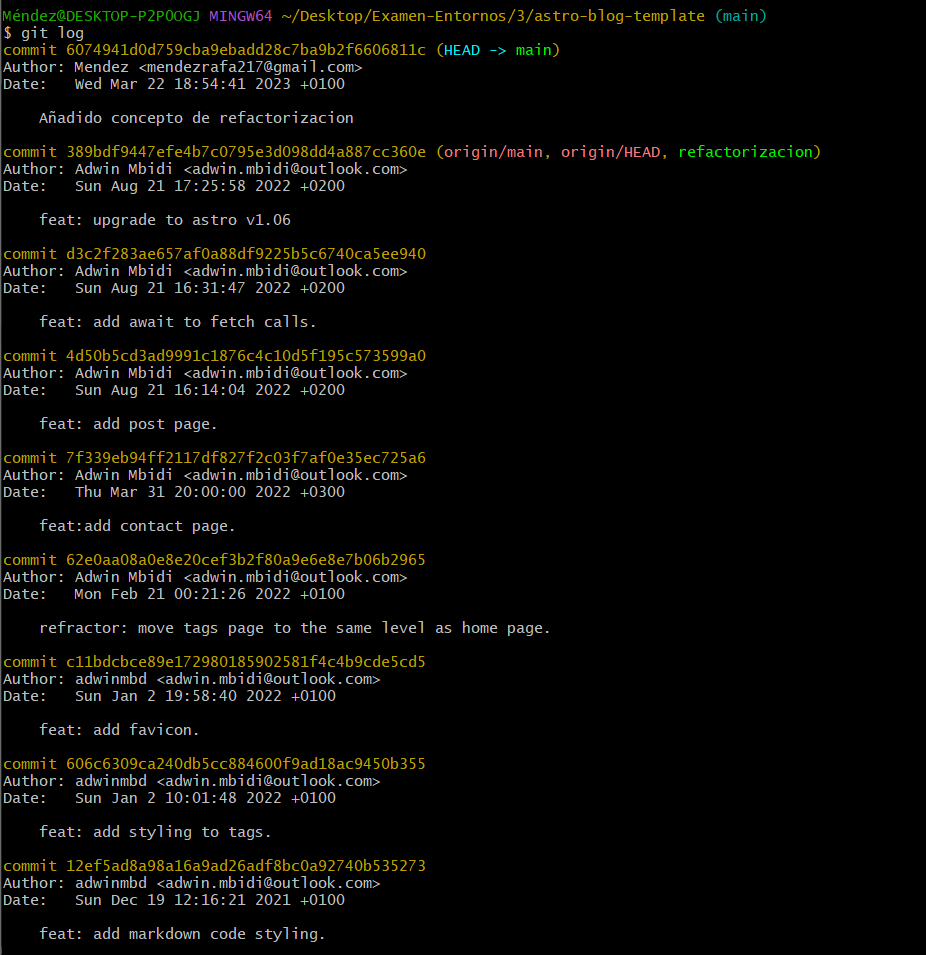 Méndez@DESKTOP-P2P0OGJ MINGW64 ~/Desktop/Examen-Entornos/3/astro-blog-template (main)
$ git log
commit 6074941d0d759cba9ebadd28c7ba9b2f6606811c (HEAD -> main)
Author: Mendez <mendezrafa217@gmail.com>
Date:   Wed Mar 22 18:54:41 2023 +0100
Añadido concepto de refactorizacion
commit 389bdf9447efe4b7c0795e3d098dd4a887cc360e (origin/main, origin/HEAD, refactorizacion)
Author: Adwin Mbidi <adwin.mbidi@outlook.com>
Date:   Sun Aug 21 17:25:58 2022 +0200
feat: upgrade to astro v1.06
commit d3c2f283ae657af0a88df9225b5c6740ca5ee940
Author: Adwin Mbidi <adwin.mbidi@outlook.com>
Date:   Sun Aug 21 16:31:47 2022 +0200
feat: add await to fetch calls.
commit 4d50b5cd3ad9991c1876c4c10d5f195c573599a0
Author: Adwin Mbidi <adwin.mbidi@outlook.com>
Date:   Sun Aug 21 16:14:04 2022 +0200
feat: add post page.
commit 7f339eb94ff2117df827f2c03f7af0e35ec725a6
Author: Adwin Mbidi <adwin.mbidi@outlook.com>
Date:   Thu Mar 31 20:00:00 2022 +0300
feat:add contact page.
commit 62e0aa08a0e8e20cef3b2f80a9e6e8e7b06b2965
Author: Adwin Mbidi <adwin.mbidi@outlook.com>
Date:   Mon Feb 21 00:21:26 2022 +0100
refractor: move tags page to the same level as home page.
commit c11bdcbce89e172980185902581f4c4b9cde5cd5
Author: adwinmbd <adwin.mbidi@outlook.com>
Date:   Sun Jan 2 19:58:40 2022 +0100
feat: add favicon.
commit 606c6309ca240db5cc884600f9ad18ac9450b355
Author: adwinmbd <adwin.mbidi@outlook.com>
Date:   Sun Jan 2 10:01:48 2022 +0100
feat: add styling to tags.
commit 12ef5ad8a98a16a9ad26adf8bc0a92740b535273
Author: adwinmbd <adwin.mbidi@outlook.com>
Date:   Sun Dec 19 12:16:21 2021 +0100
feat: add markdown code styling.